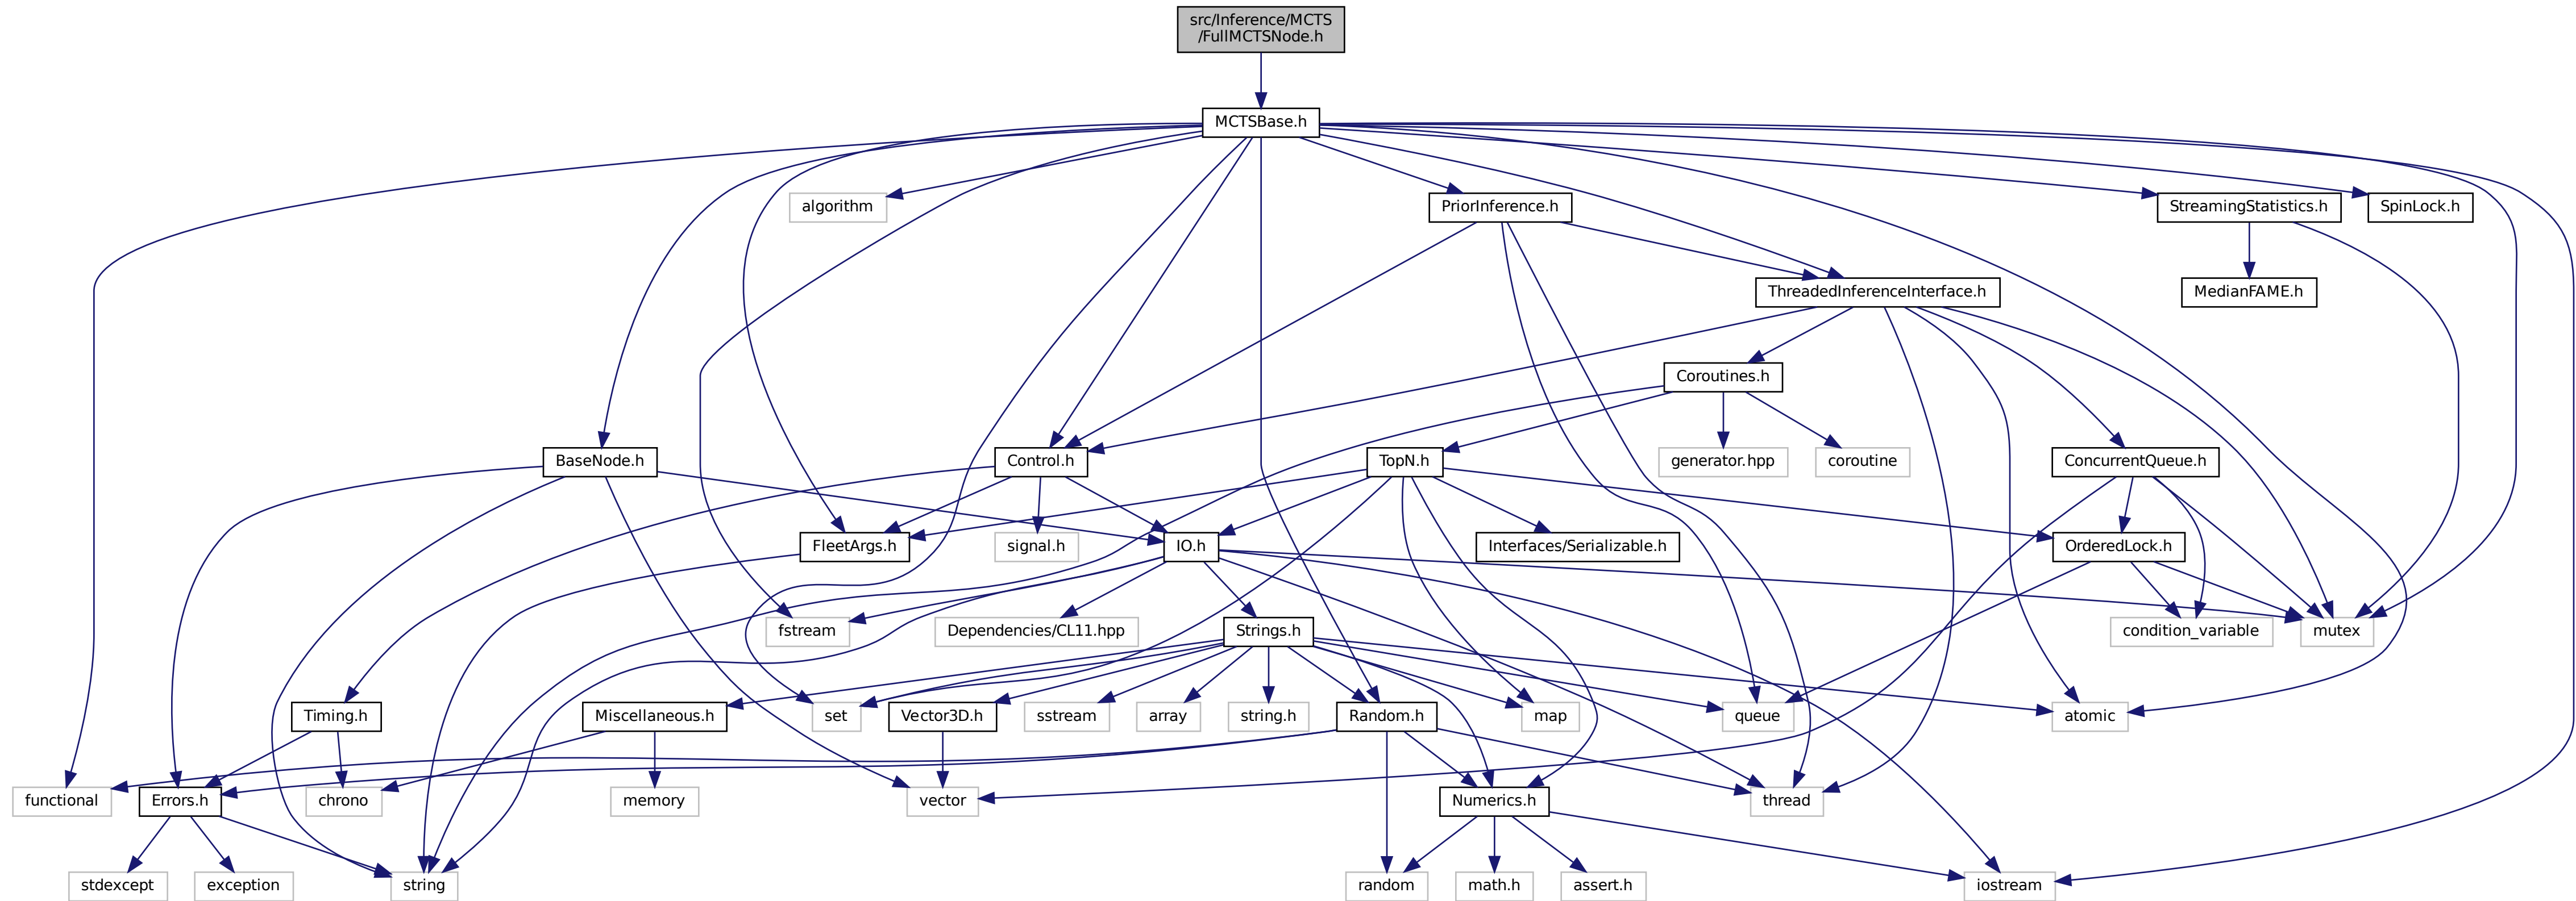 src/Inference/MCTS
/FullMCTSNode.h
MCTSBase.h
algorithm
PriorInference.h
StreamingStatistics.h
SpinLock.h
ThreadedInferenceInterface.h
MedianFAME.h
Coroutines.h
BaseNode.h
Control.h
TopN.h
generator.hpp
coroutine
ConcurrentQueue.h
FleetArgs.h
signal.h
IO.h
Interfaces/Serializable.h
OrderedLock.h
fstream
Dependencies/CL11.hpp
Strings.h
condition_variable
mutex
Timing.h
Miscellaneous.h
set
Vector3D.h
sstream
array
string.h
Random.h
map
queue
atomic
functional
Errors.h
chrono
memory
vector
Numerics.h
thread
stdexcept
exception
string
random
math.h
assert.h
iostream